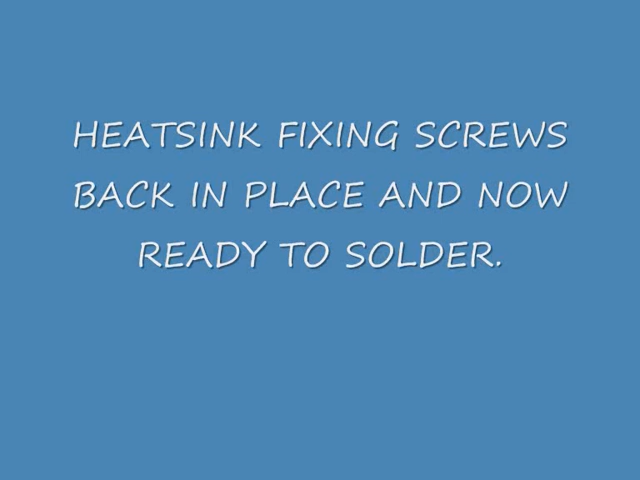 HEATSINK FIXING SCREWS
BACK IN PLACE AND NOW
READY TO SOLDER.